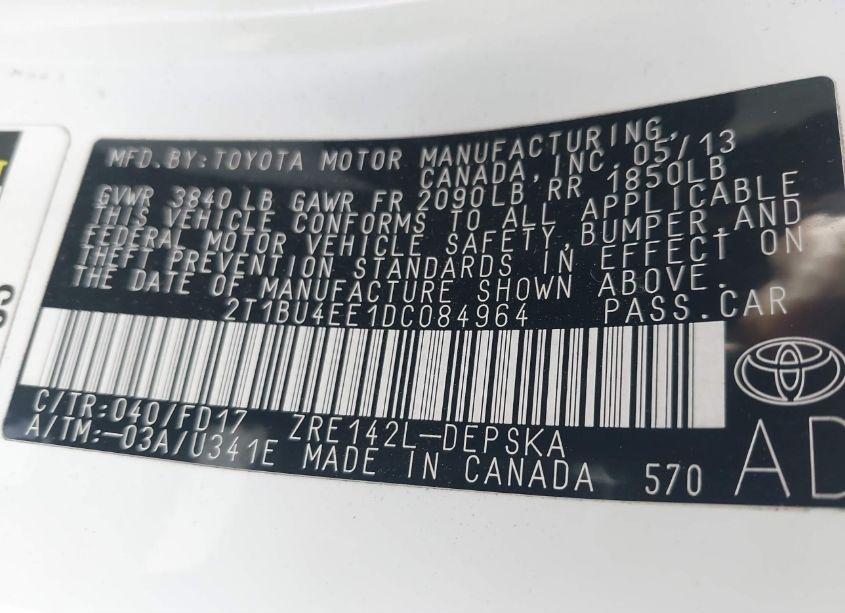 MFD.BY:TOYOTA MOTOR MANUFACTURING,
CANADA,INC. 05/13
GVWR 3840LB GAWR FR 2090LB RR 1850LB
THIS VEHICLE CONFORMS TO ALL APPLICABLE
FEDERAL MOTOR VEHICLE SAFETY,BUMPER,AND
THEFT PREVENTION STANDARDS IN EFFECT ON
THE DATE OF MANUFACTURE SHOWN ABOVE.
2T1BU4EE1DC084964 PASS.CAR
C/TR:040/FD17 ZRE142L-DEPSKA
A/TM:-03A/U341E MADE IN CANADA 570 AD